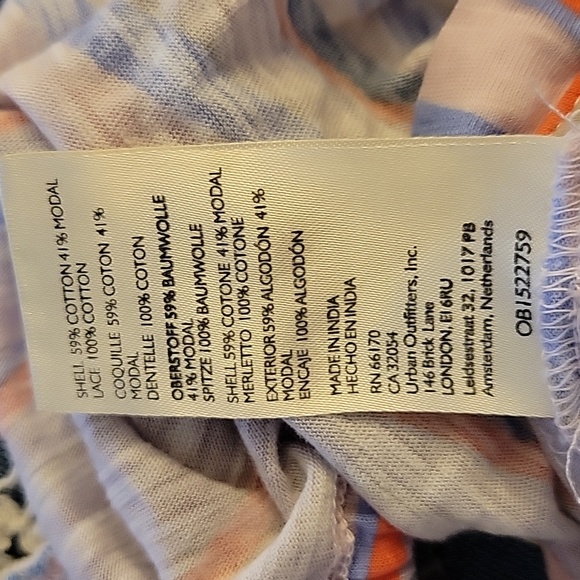 SHELL 59% COTTON 41% MODAL
LACE 100% COTTON
COQUILLE 59% COTON 41%
MODAL
DENTELLE 100% COTON
OBERSTOFF 59% BAUMWOLLE
41% MODAL
SPITZE 100% BAUMWOLLE
SHELL 59% COTONE 41% MODAL
MERLETTO 100% COTONE
EXTERIOR 59% ALGODÓN 41%
MODAL
ENCAJE 100% ALGODÓN
MADE IN INDIA
HECHO EN INDIA
RN 66170
CA 32054
Urban Outfitters, Inc.
146 Brick Lane
LONDON, E1 6RU
Leidsestraat 32, 1017 PB
Amsterdam, Netherlands
OB1522759